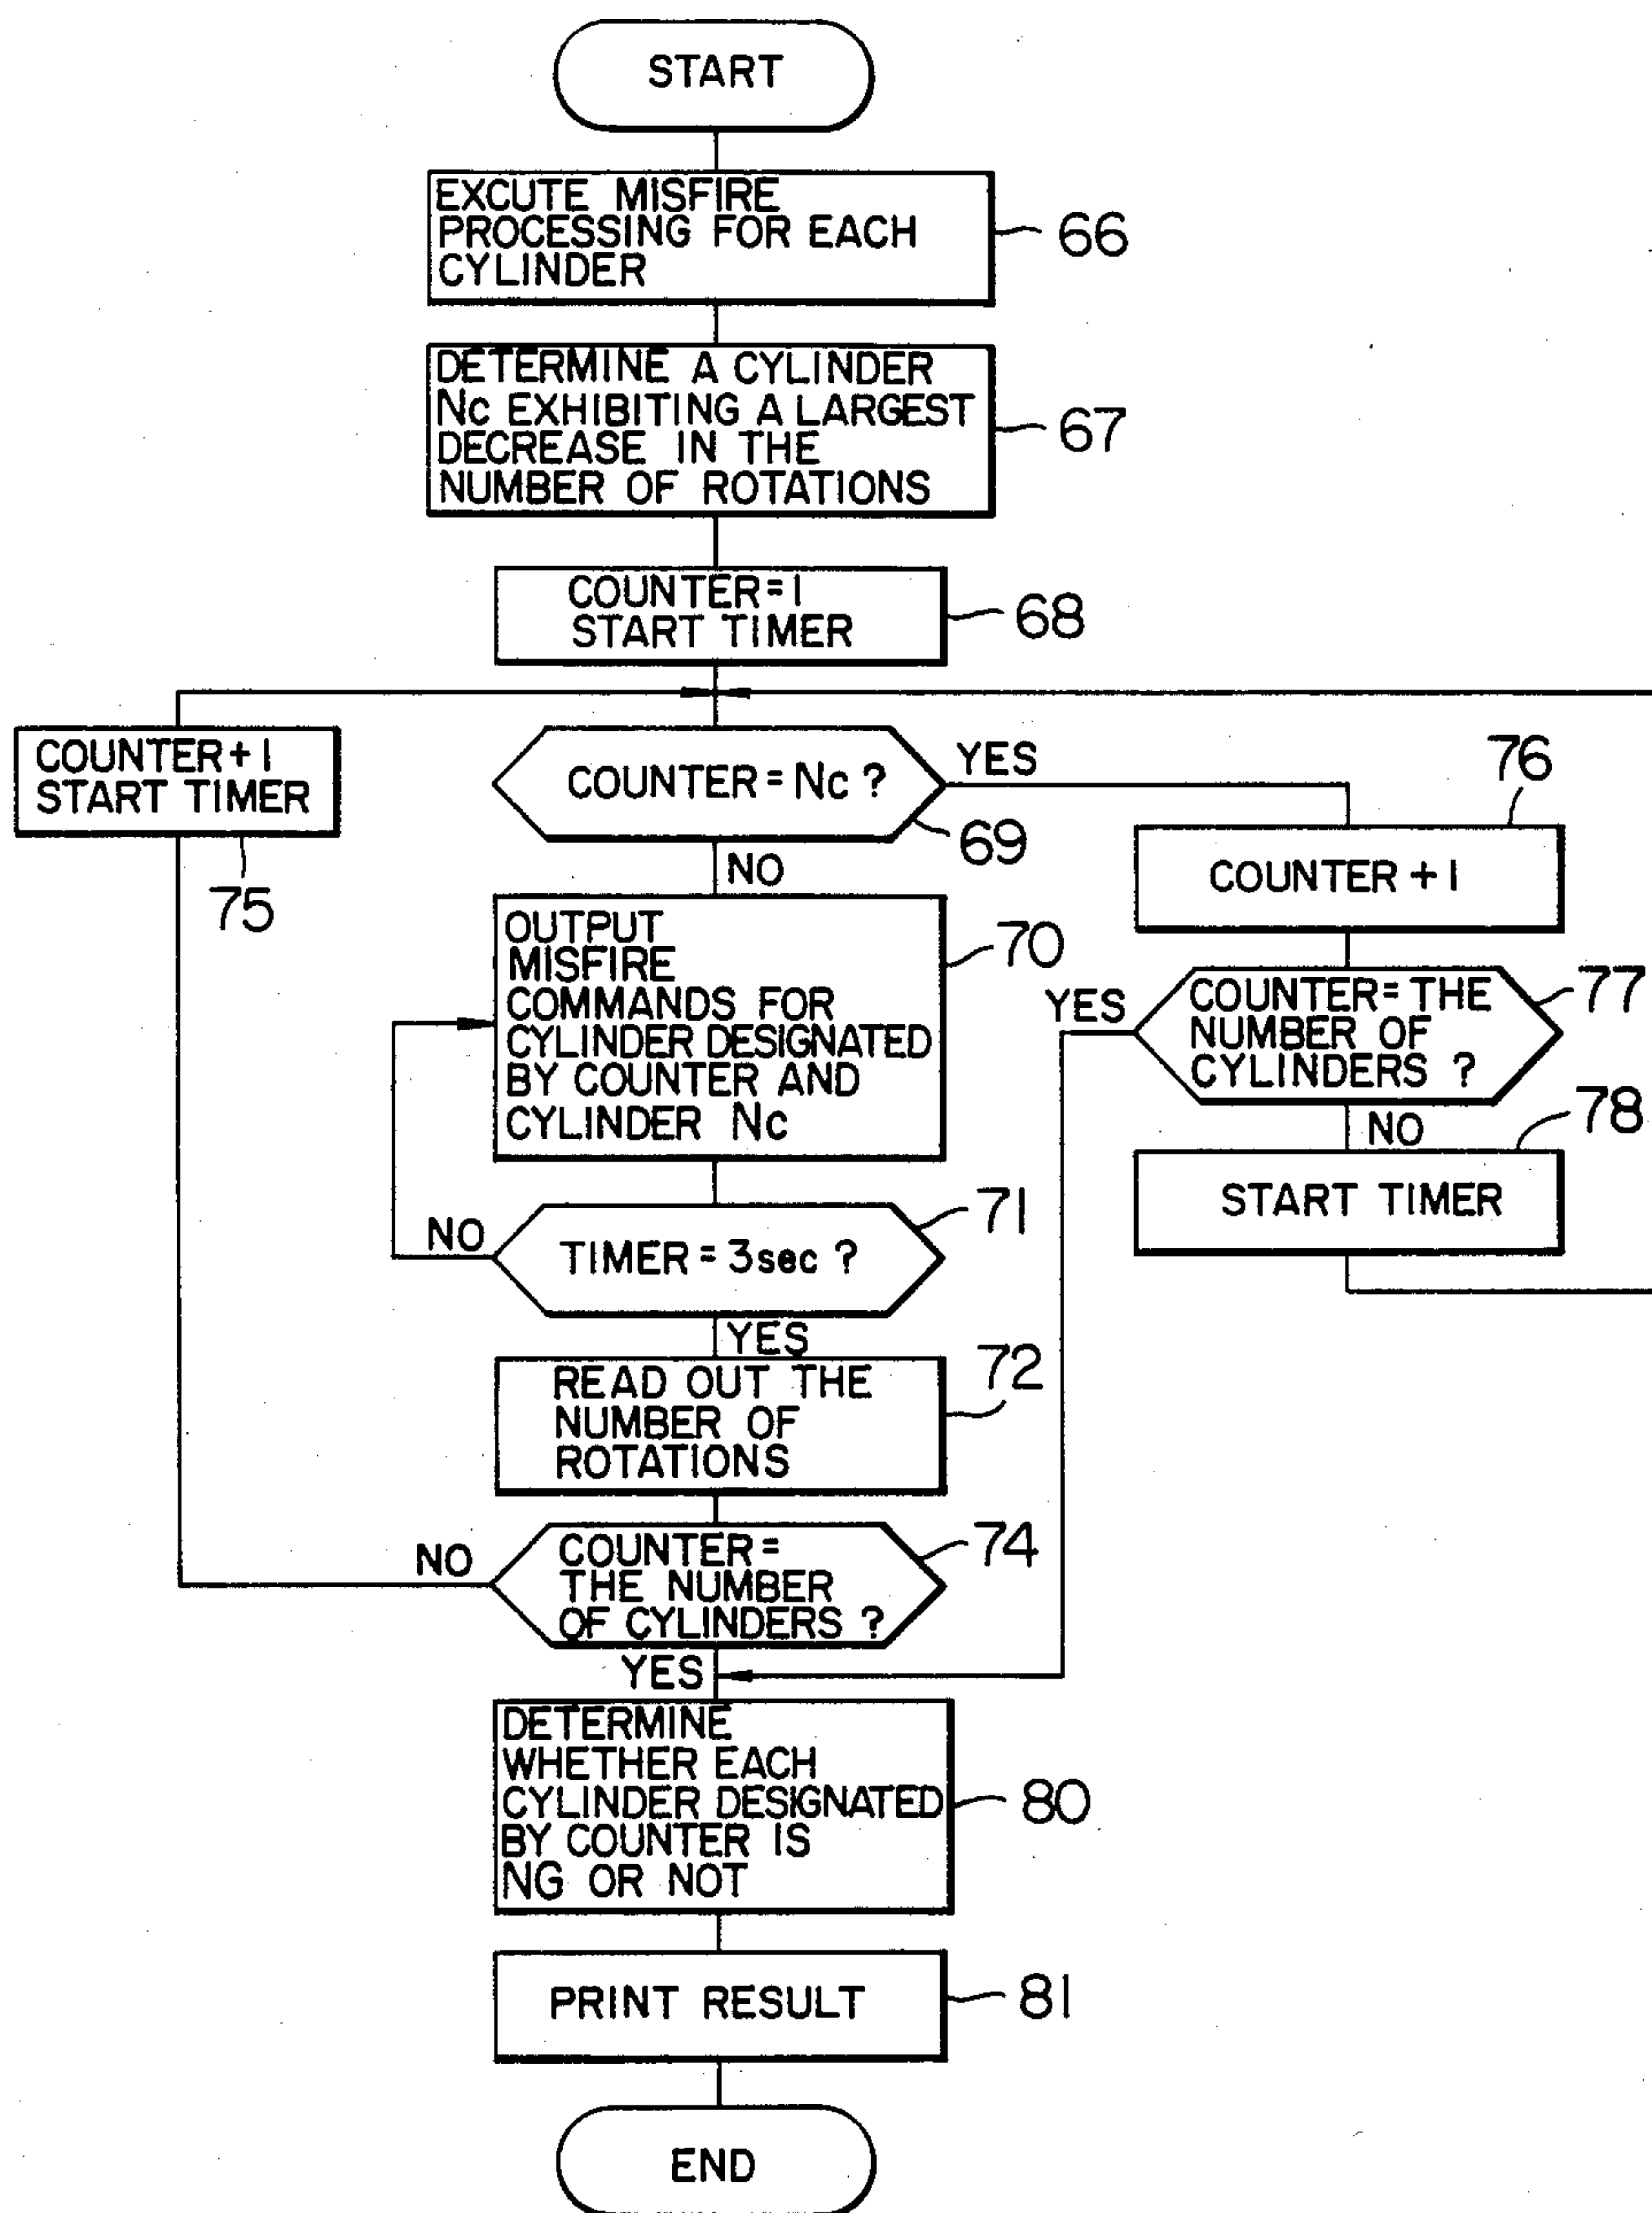 START
EXCUTE MISFIRE
PROCESSING FOR EACH
CYLINDER
66
DETERMINE A CYLINDER
Nc EXHIBITING A LARGEST
DECREASE IN THE
NUMBER OF ROTATIONS
67
COUNTER=1
START TIMER
68
COUNTER+1
START TIMER
75
COUNTER=Nc ?
YES
69
NO
76
COUNTER +1
OUTPUT
MISFIRE
COMMANDS FOR
CYLINDER DESIGNATED
BY COUNTER AND
CYLINDER Nc
70
YES
COUNTER=THE
NUMBER OF
CYLINDERS ?
77
NO
78
START TIMER
NO
TIMER=3sec ?
71
YES
READ OUT THE
NUMBER OF
ROTATIONS
72
NO
COUNTER=
THE NUMBER
OF CYLINDERS ?
74
YES
DETERMINE
WHETHER EACH
CYLINDER DESIGNATED
BY COUNTER IS
NG OR NOT
80
PRINT RESULT
81
END